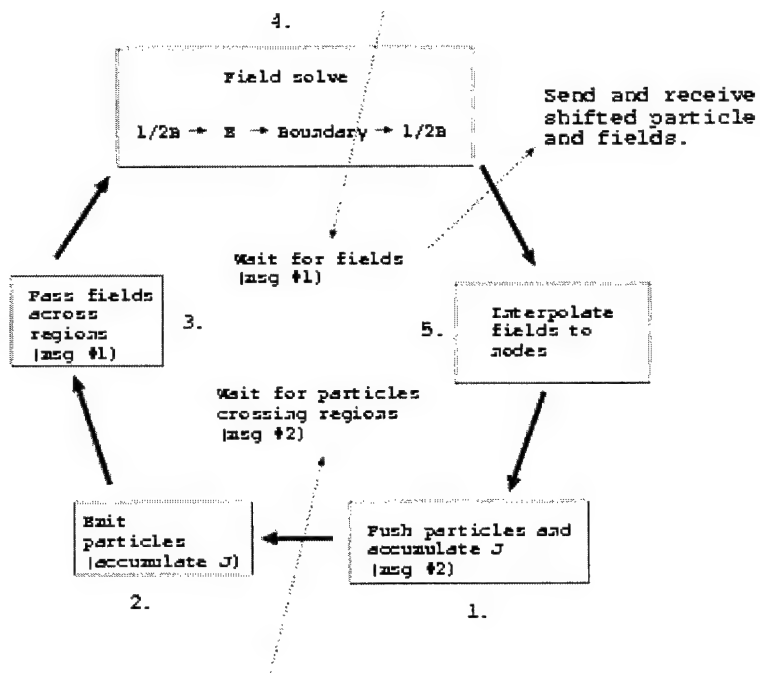 4.
Field solve
1/2B → E → Boundary → 1/2B
Send and receive
shifted particle
and fields.
Wait for fields
(msg #1)
Pass fields
across
regions
(msg #1)
3.
5.
Interpolate
fields to
nodes
Wait for particles
crossing regions
(msg #2)
Emit
particles
(accumulate J)
2.
Push particles and
accumulate J
(msg #2)
1.